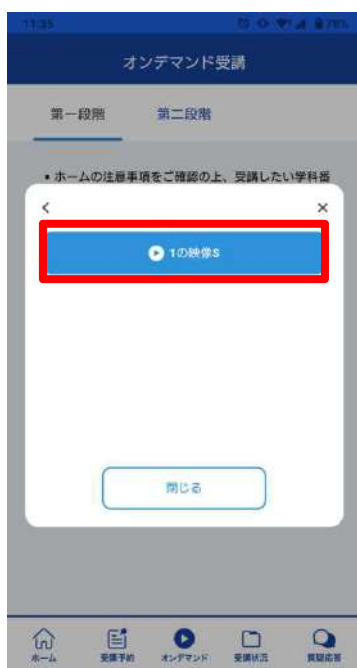 11:35
78%
オンデマンド受講
第一段階
第二段階
• ホームの注意事項をご確認の上、受講したい学科番
1の映像S
閉じる
ホーム
受講予約
オンデマンド
受講状況
質疑応答